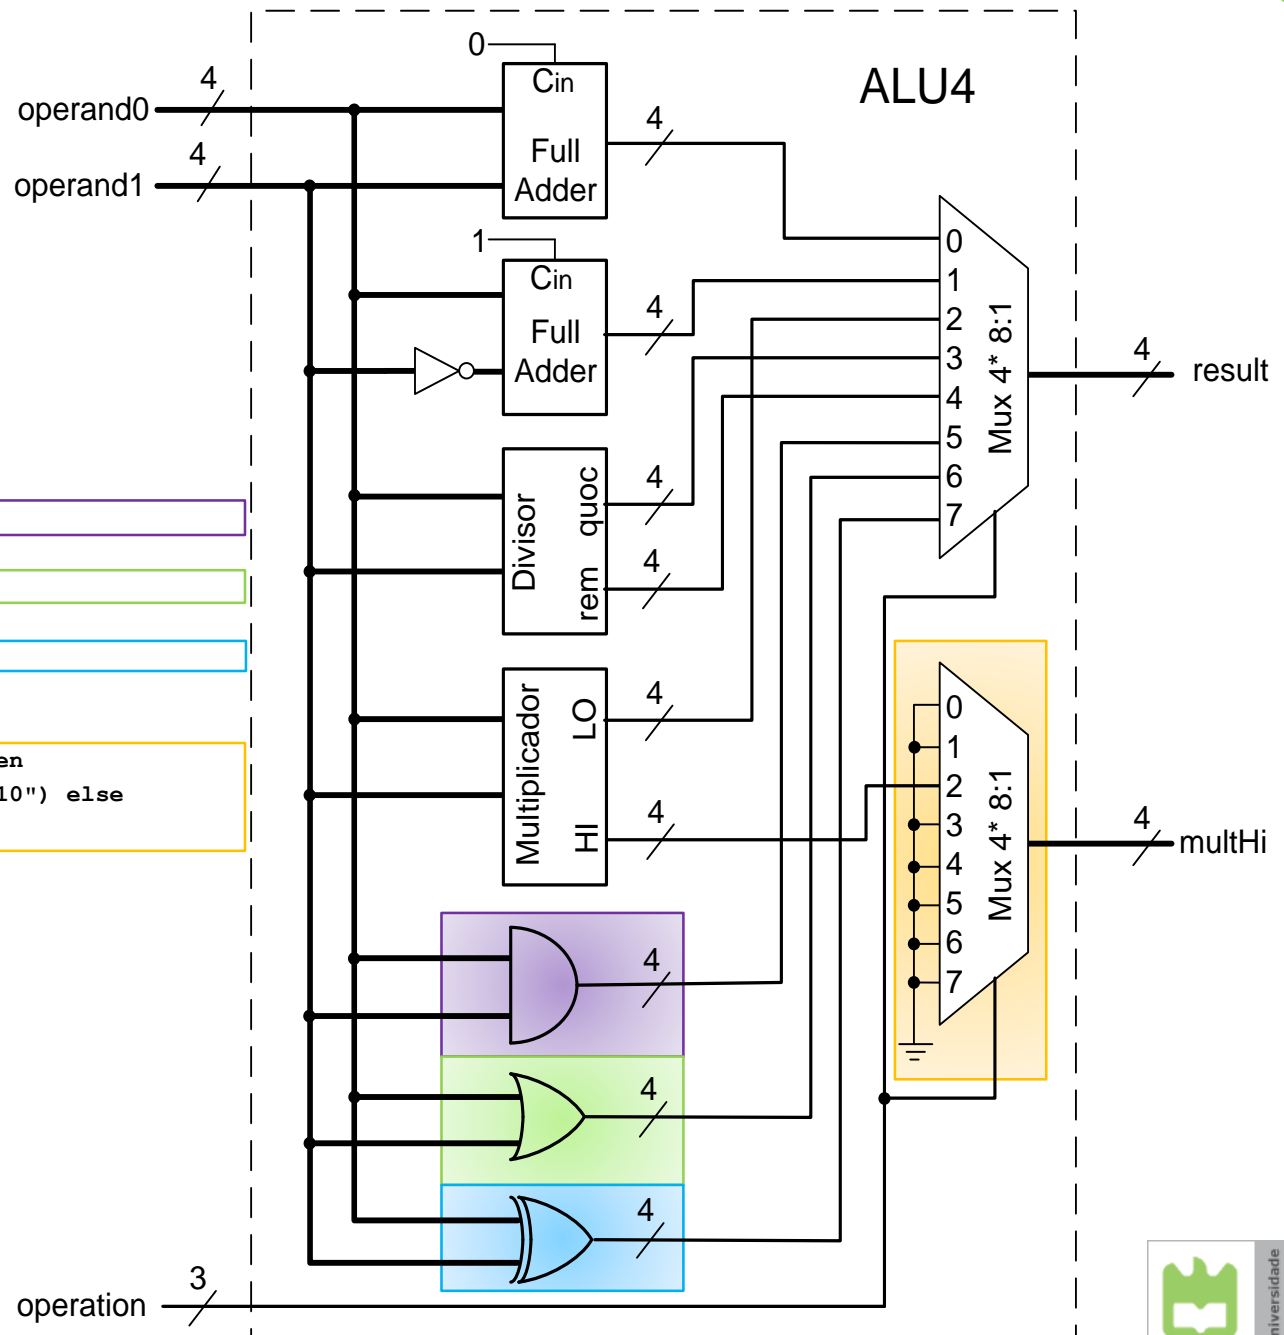 ALU4
operand0
4
operand1
4
0
Cin
Full
Adder
4
1
Cin
Full
Adder
4
Divisor
quoc
rem
4
4
Multiplicador
LO
HI
4
4
4
4
4
0
1
2
3
4
5
6
7
Mux 4* 8:1
4
result
0
1
2
3
4
5
6
7
Mux 4* 8:1
4
multHi
en
10") else
operation
3